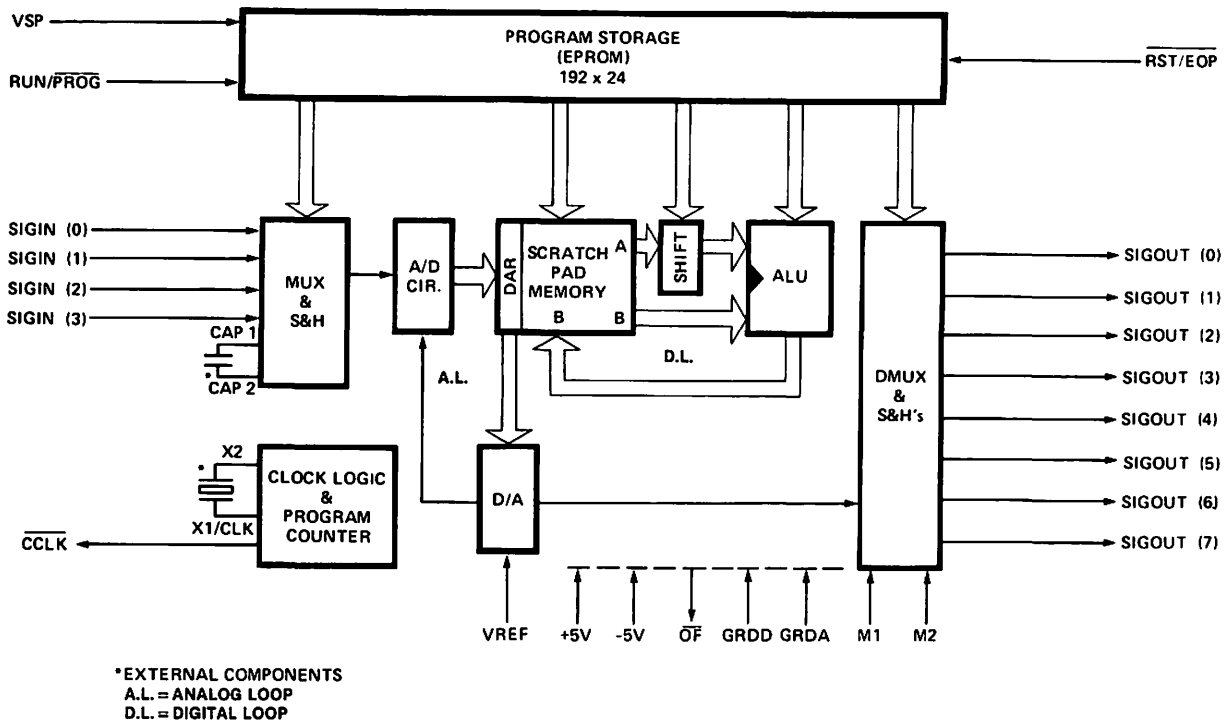 VSP
PROGRAM STORAGE
(EPROM)
192 x 24
RST/EOP
RUN/PROG
SIGIN (0)
SIGIN (1)
SIGIN (2)
SIGIN (3)
CAP 1
*
CAP 2
MUX
&
S&H
A/D
CIR.
DAR
SCRATCH
PAD
MEMORY
A
B
B
SHIFT
ALU
D.L.
A.L.
DMUX
&
S&H's
SIGOUT (0)
SIGOUT (1)
SIGOUT (2)
SIGOUT (3)
SIGOUT (4)
SIGOUT (5)
SIGOUT (6)
SIGOUT (7)
X2
*
X1/CLK
CLOCK LOGIC
&
PROGRAM
COUNTER
CCLK
D/A
VREF
+5V
-5V
OF
GRDD
GRDA
M1
M2
*EXTERNAL COMPONENTS
A.L. = ANALOG LOOP
D.L. = DIGITAL LOOP